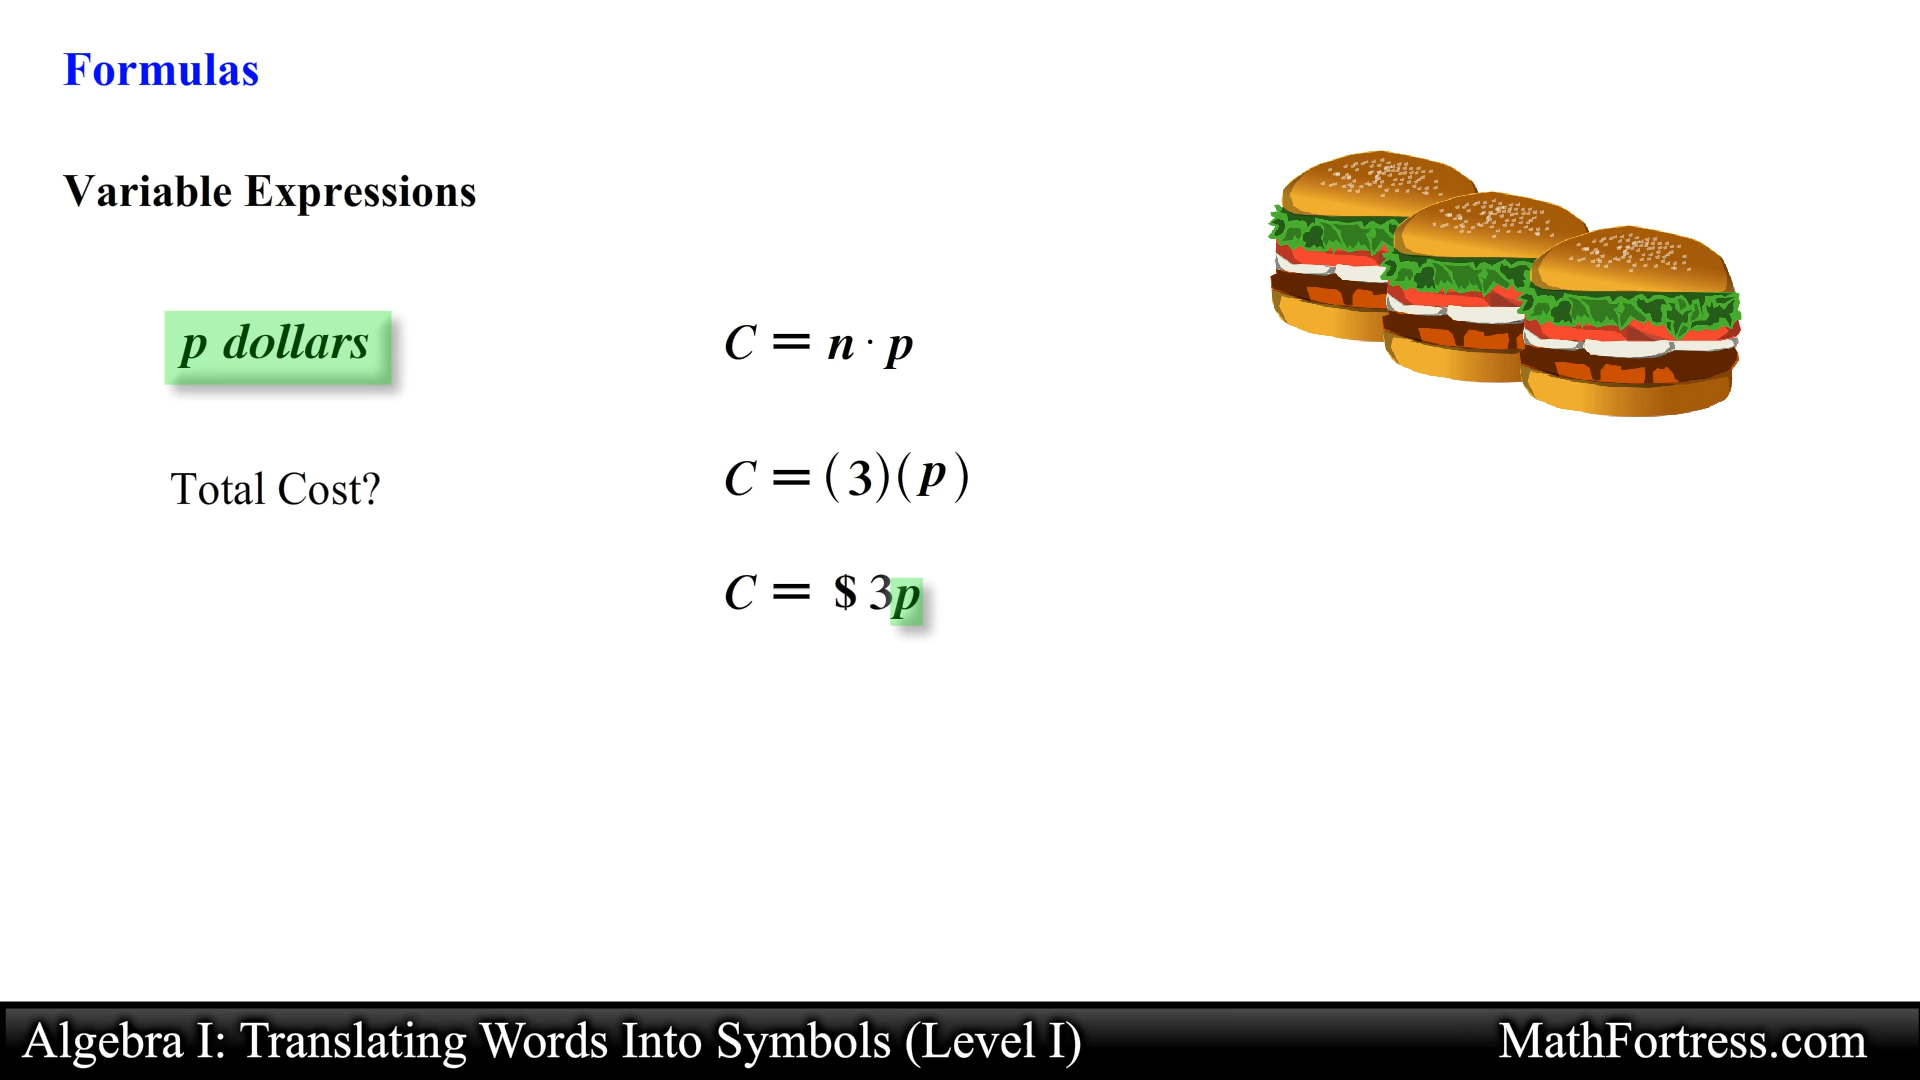 Formulas
Variable Expressions
p dollars
C = n · p
Total Cost?
C = (3)(p)
C = $ 3p
Algebra I: Translating Words Into Symbols (Level I)
MathFortress.com